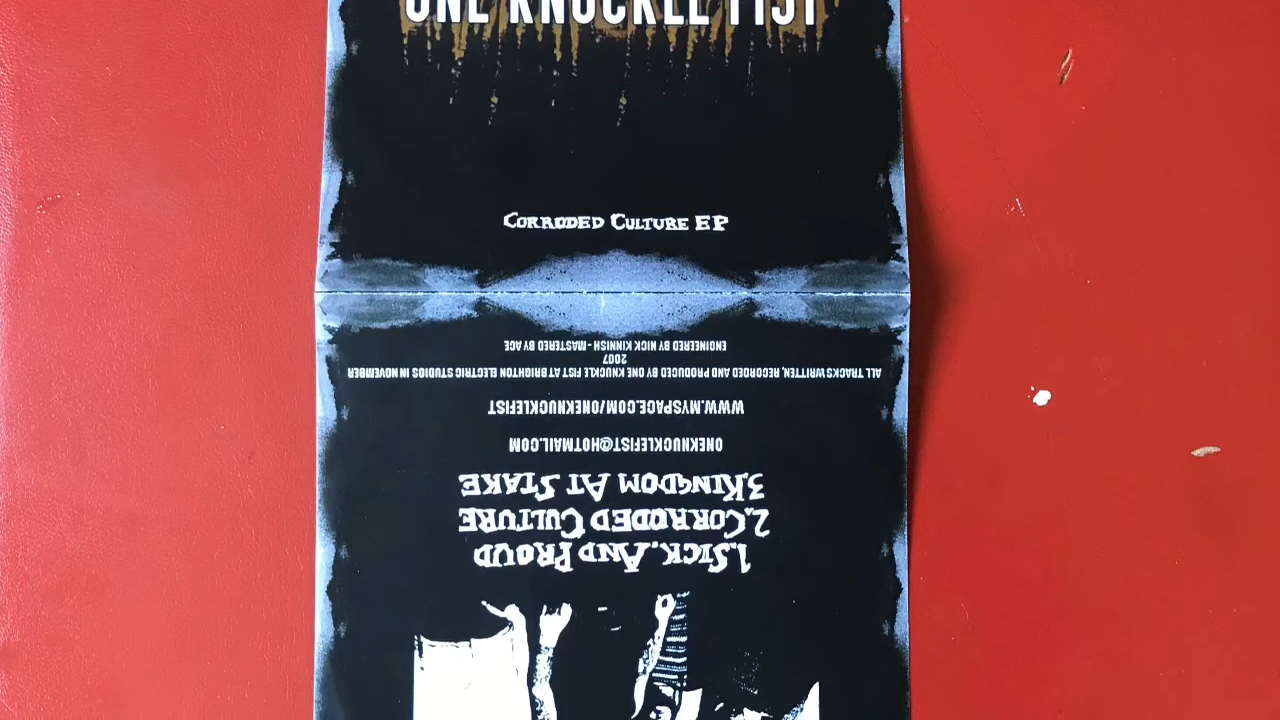 ONE KNUCKLE FIST
CORRODED CULTURE EP
1.SICK.AND PROUD
2.CORRODED CULTURE
3.KINGDOM AT STAKE
ONEKNUCKLEFIST@HOTMAIL.COM
WWW.MYSPACE.COM/ONEKNUCKLEFIST
ALL TRACKS WRITTEN, RECORDED AND PRODUCED BY ONE KNUCKLE FIST AT BRIGHTON ELECTRIC STUDIOS IN NOVEMBER
2007
ENGINEERED BY NICK KINNISH - MASTERED BY ACE